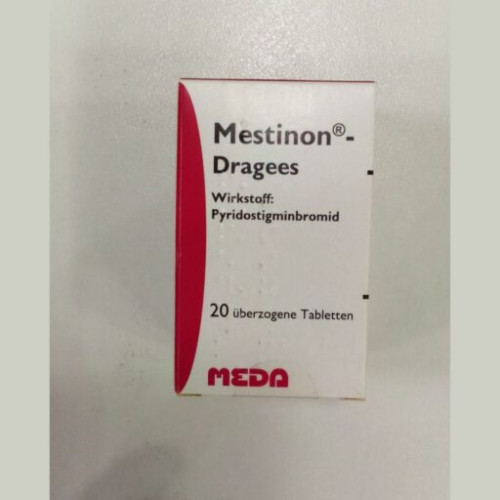 Mestinon®-
Dragees
Wirkstoff:
Pyridostigminbromid
20 überzogene Tabletten
MEDA